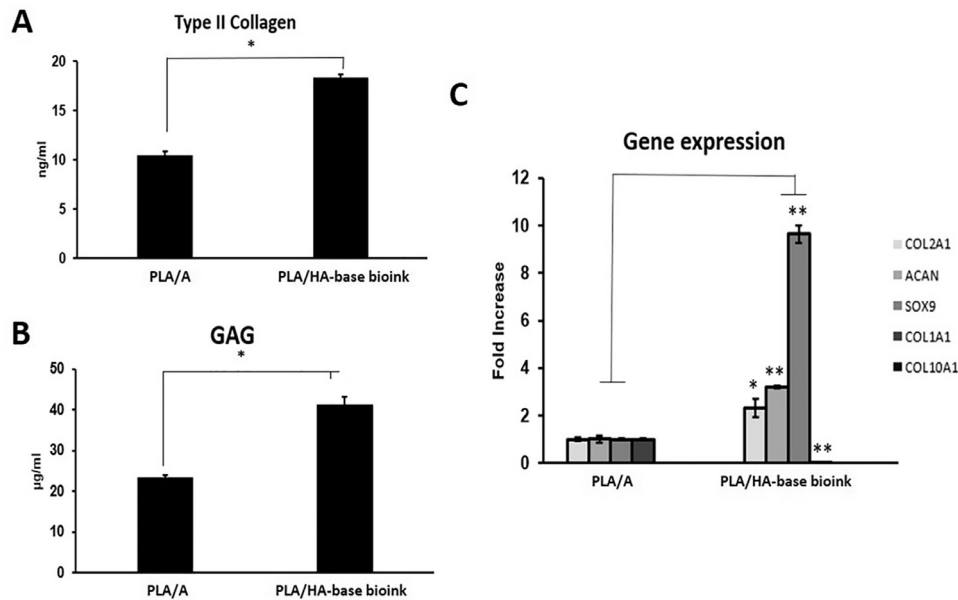 A
Type II Collagen
*
20
15
10
5
0
ng/ml
PLA/A
PLA/HA-base bioink
B
GAG
*
50
40
30
20
10
0
µg/ml
PLA/A
PLA/HA-base bioink
C
Gene expression
12
10
8
6
4
2
0
Fold Increase
*
**
**
**
PLA/A
PLA/HA-base bioink
COL2A1
ACAN
SOX9
COL1A1
COL10A1